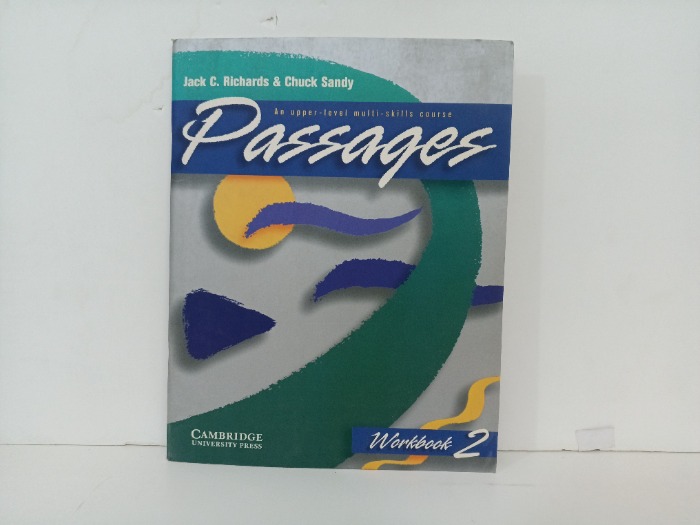 Jack C. Richards & Chuck Sandy
An upper-level multi-skills course
Passages
CAMBRIDGE
UNIVERSITY PRESS
Workbook 2